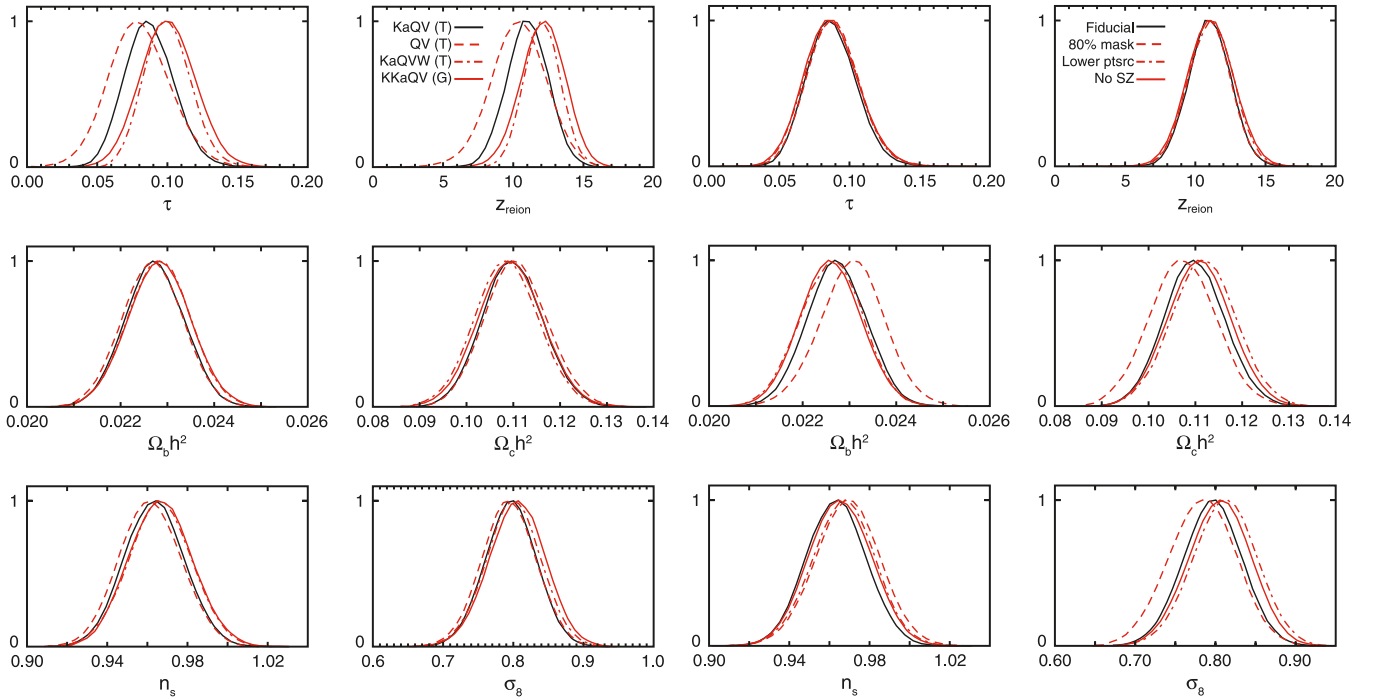 1
0
0.00 0.05 0.10 0.15 0.20
τ
KaQV (T)
QV (T)
KaQVW (T)
KKaQV (G)
1
0
0 5 10 15 20
z_reion
1
0
0.00 0.05 0.10 0.15 0.20
τ
Fiducial
80% mask
Lower ptsrc
No SZ
1
0
0 5 10 15 20
z_reion
1
0
0.020 0.022 0.024 0.026
Ω_b h²
1
0
0.08 0.09 0.10 0.11 0.12 0.13 0.14
Ω_c h²
1
0
0.020 0.022 0.024 0.026
Ω_b h²
1
0
0.08 0.09 0.10 0.11 0.12 0.13 0.14
Ω_c h²
1
0
0.90 0.94 0.98 1.02
n_s
1
0
0.6 0.7 0.8 0.9 1.0
σ_8
1
0
0.90 0.94 0.98 1.02
n_s
1
0
0.60 0.70 0.80 0.90
σ_8